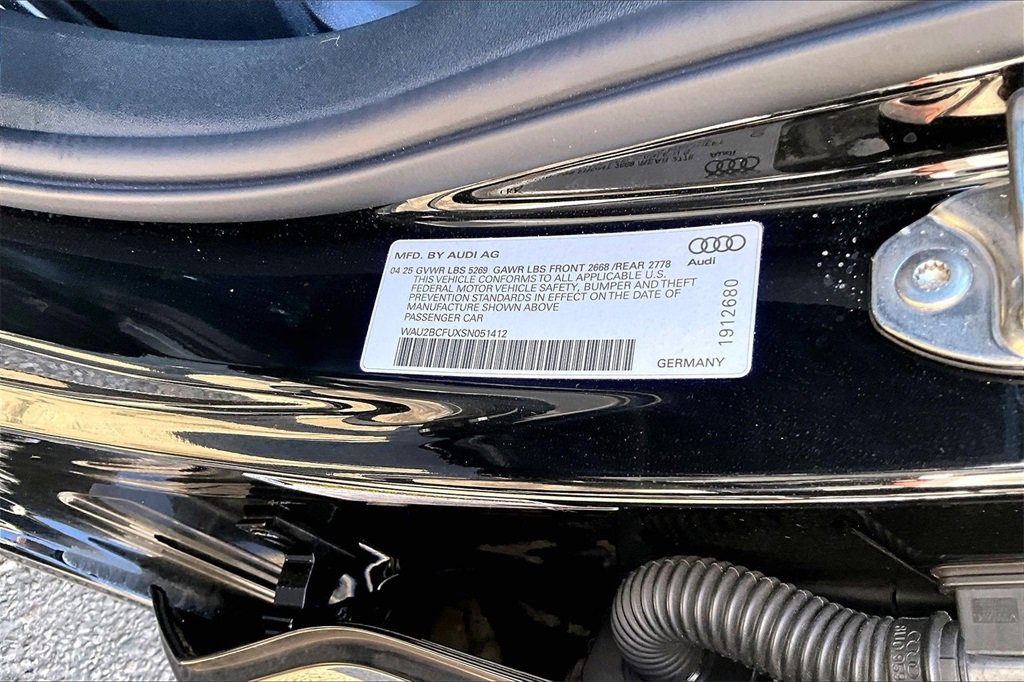 MFD. BY AUDI AG
Audi
04 25 GVWR LBS 5269 GAWR LBS FRONT 2668 /REAR 2778
THIS VEHICLE CONFORMS TO ALL APPLICABLE U.S.
FEDERAL MOTOR VEHICLE SAFETY, BUMPER AND THEFT
PREVENTION STANDARDS IN EFFECT ON THE DATE OF
MANUFACTURE SHOWN ABOVE
PASSENGER CAR
WAU2BCFUXSN051412
GERMANY
1912680